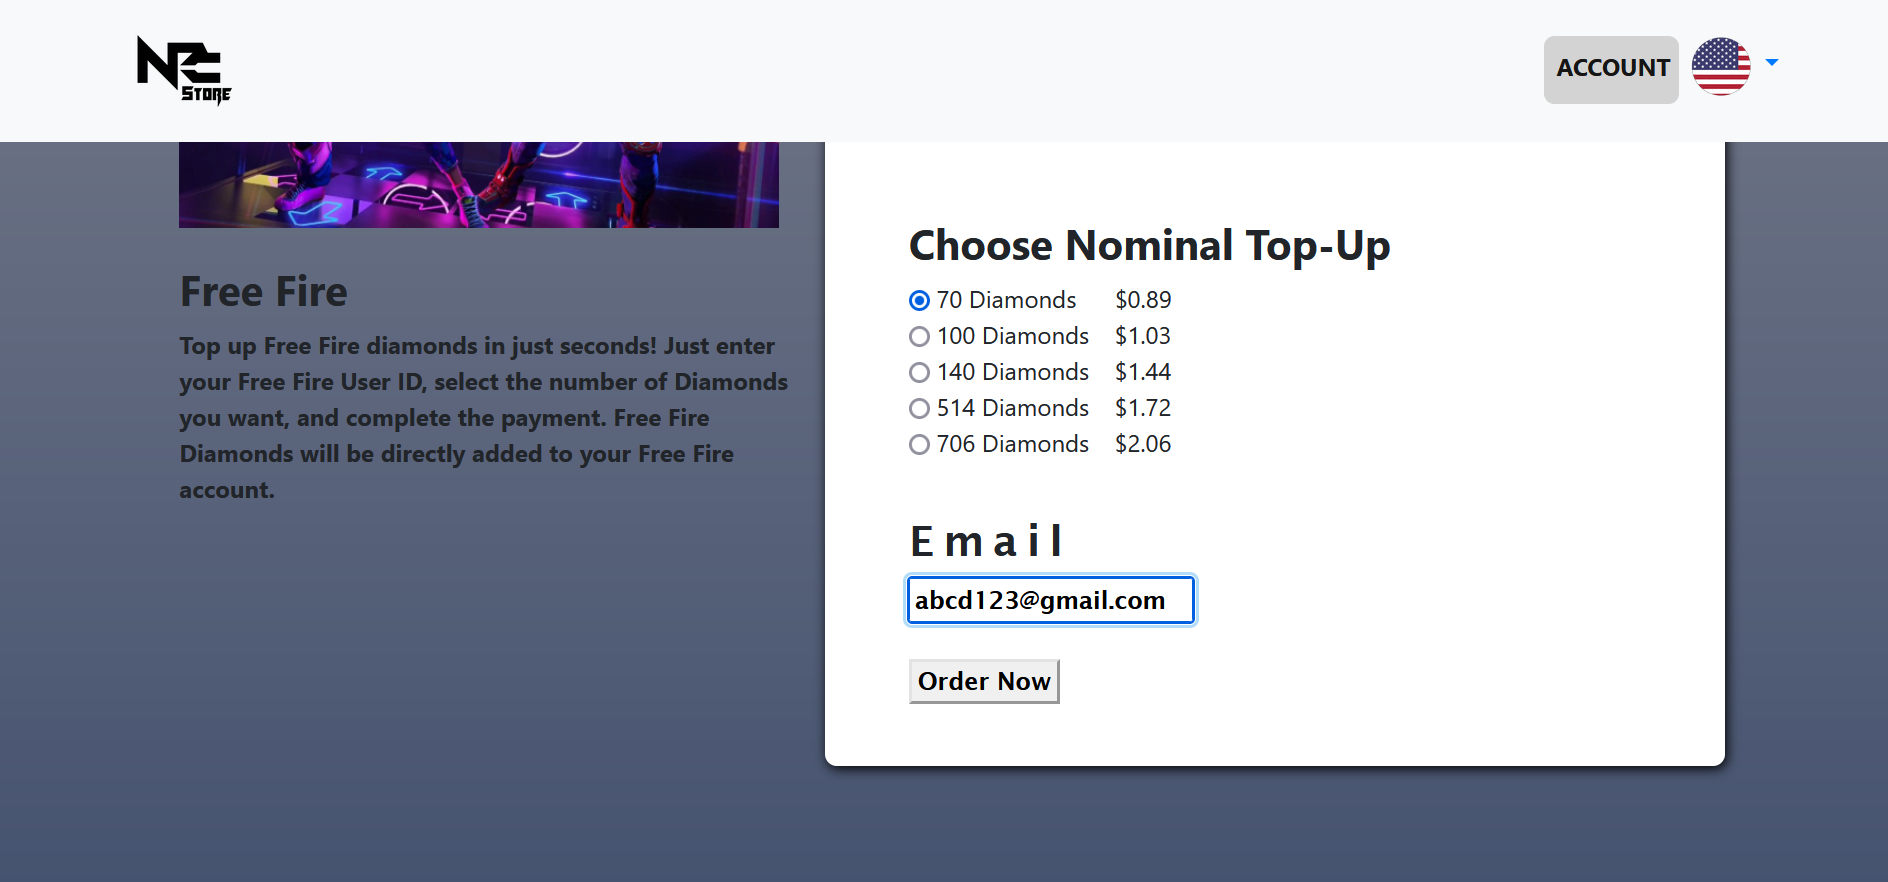 NPC
STORE
ACCOUNT
Free Fire
Top up Free Fire diamonds in just seconds! Just enter
your Free Fire User ID, select the number of Diamonds
you want, and complete the payment. Free Fire
Diamonds will be directly added to your Free Fire
account.
Choose Nominal Top-Up
70 Diamonds $0.89
100 Diamonds $1.03
140 Diamonds $1.44
514 Diamonds $1.72
706 Diamonds $2.06
Email
abcd123@gmail.com
Order Now